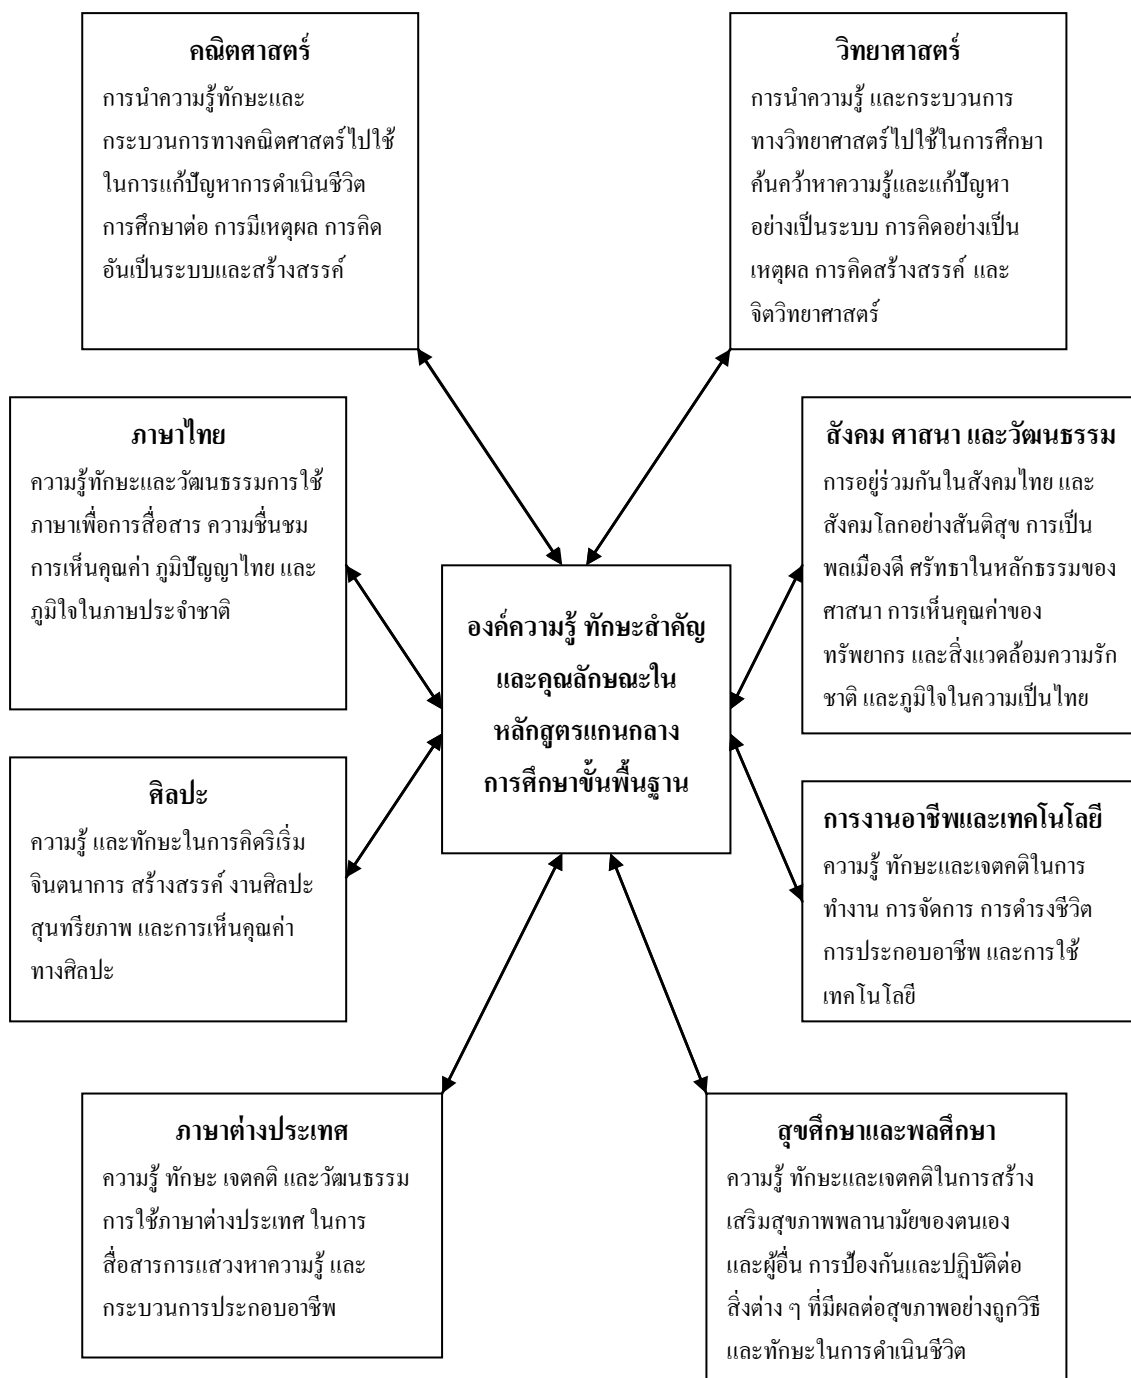 คณิตศาสตร์
การนำความรู้ทักษะและ
กระบวนการทางคณิตศาสตร์ไปใช้
ในการแก้ปัญหาการดำเนินชีวิต
การศึกษาต่อ การมีเหตุผล การคิด
อันเป็นระบบและสร้างสรรค์
วิทยาศาสตร์
การนำความรู้ และกระบวนการ
ทางวิทยาศาสตร์ไปใช้ในการศึกษา
ค้นคว้าหาความรู้และแก้ปัญหา
อย่างเป็นระบบ การคิดอย่างเป็น
เหตุผล การคิดสร้างสรรค์ และ
จิตวิทยาศาสตร์
ภาษาไทย
ความรู้ทักษะและวัฒนธรรมการใช้
ภาษาเพื่อการสื่อสาร ความชื่นชม
การเห็นคุณค่า ภูมิปัญญาไทย และ
ภูมิใจในภาษประจำชาติ
สังคม ศาสนา และวัฒนธรรม
การอยู่ร่วมกันในสังคมไทย และ
สังคมโลกอย่างสันติสุข การเป็น
พลเมืองดี ศรัทธาในหลักธรรมของ
ศาสนา การเห็นคุณค่าของ
ทรัพยากร และสิ่งแวดล้อมความรัก
ชาติ และภูมิใจในความเป็นไทย
องค์ความรู้ ทักษะสำคัญ
และคุณลักษณะใน
หลักสูตรแกนกลาง
การศึกษาขั้นพื้นฐาน
ศิลปะ
ความรู้ และทักษะในการคิดริเริ่ม
จินตนาการ สร้างสรรค์ งานศิลปะ
สุนทรียภาพ และการเห็นคุณค่า
ทางศิลปะ
การงานอาชีพและเทคโนโลยี
ความรู้ ทักษะและเจตคติในการ
ทำงาน การจัดการ การดำรงชีวิต
การประกอบอาชีพ และการใช้
เทคโนโลยี
ภาษาต่างประเทศ
ความรู้ ทักษะ เจตคติ และวัฒนธรรม
การใช้ภาษาต่างประเทศ ในการ
สื่อสารการแสวงหาความรู้ และ
กระบวนการประกอบอาชีพ
สุขศึกษาและพลศึกษา
ความรู้ ทักษะและเจตคติในการสร้าง
เสริมสุขภาพพลานามัยของตนเอง
และผู้อื่น การป้องกันและปฏิบัติต่อ
สิ่งต่าง ๆ ที่มีผลต่อสุขภาพอย่างถูกวิธี
และทักษะในการดำเนินชีวิต